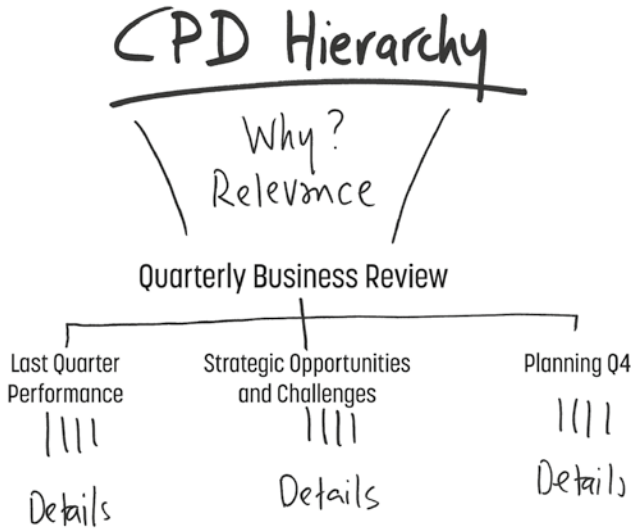 CPD Hierarchy
Why?
Relevance
Quarterly Business Review
Last Quarter
Performance
Strategic Opportunities
and Challenges
Planning Q4
Details
Details
Details